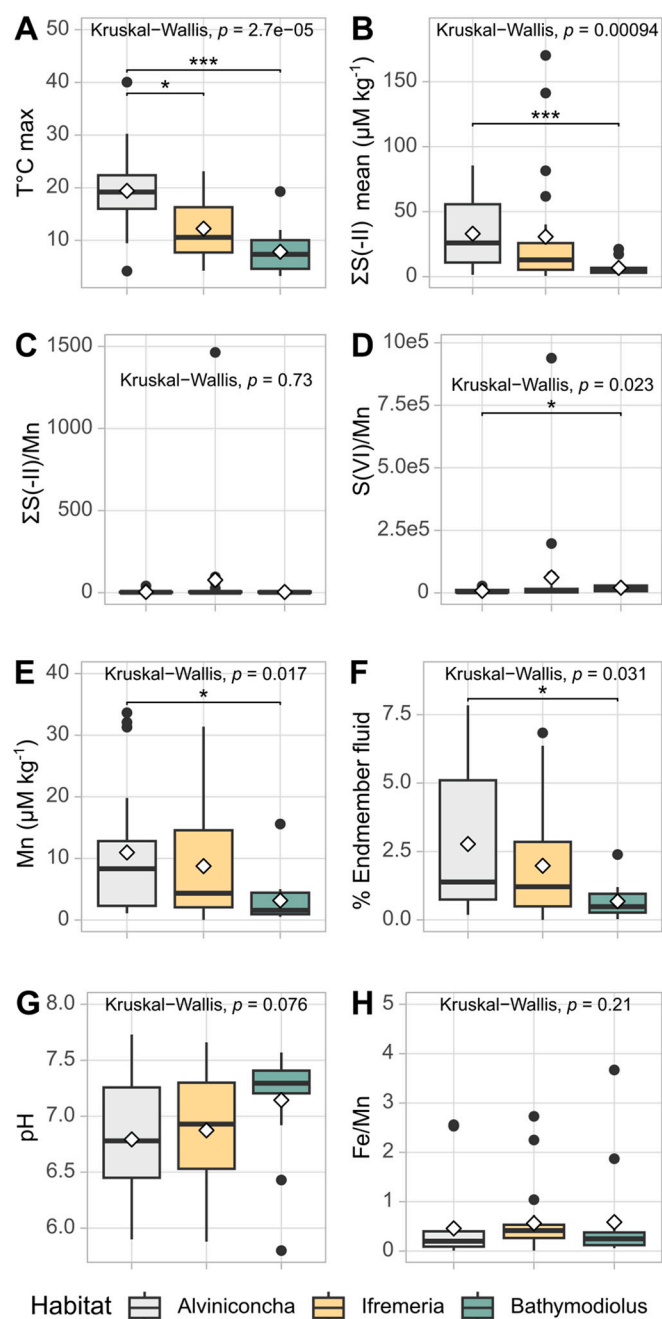 A
Kruskal−Wallis, p = 2.7e−05
***
*
50
40
30
20
10
T°C max
B
Kruskal−Wallis, p = 0.00094
***
150
100
50
0
ΣS(-II) mean (µM kg-1)
C
Kruskal−Wallis, p = 0.73
1500
1000
500
0
ΣS(-II)/Mn
D
Kruskal−Wallis, p = 0.023
*
10e5
7.5e5
5e5
2.5e5
0
S(VI)/Mn
E
Kruskal−Wallis, p = 0.017
*
40
30
20
10
0
Mn (µM kg-1)
F
Kruskal−Wallis, p = 0.031
*
7.5
5.0
2.5
0.0
% Endmember fluid
G
Kruskal−Wallis, p = 0.076
8.0
7.5
7.0
6.5
6.0
pH
H
Kruskal−Wallis, p = 0.21
5
4
3
2
1
0
Fe/Mn
Habitat Alviniconcha Ifremeria Bathymodiolus